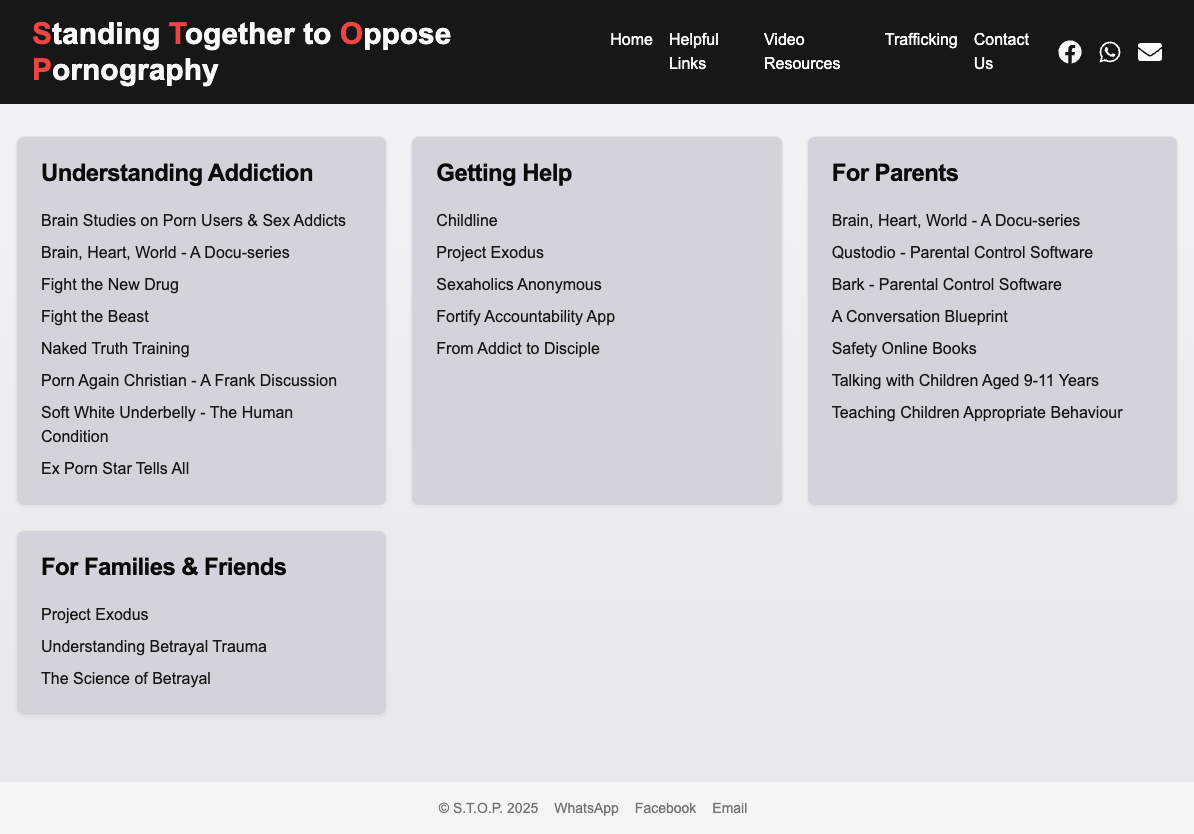 Standing Together to Oppose
Pornography
Home
Helpful
Links
Video
Resources
Trafficking
Contact
Us
Understanding Addiction
Brain Studies on Porn Users & Sex Addicts
Brain, Heart, World - A Docu-series
Fight the New Drug
Fight the Beast
Naked Truth Training
Porn Again Christian - A Frank Discussion
Soft White Underbelly - The Human
Condition
Ex Porn Star Tells All
Getting Help
Childline
Project Exodus
Sexaholics Anonymous
Fortify Accountability App
From Addict to Disciple
For Parents
Brain, Heart, World - A Docu-series
Qustodio - Parental Control Software
Bark - Parental Control Software
A Conversation Blueprint
Safety Online Books
Talking with Children Aged 9-11 Years
Teaching Children Appropriate Behaviour
For Families & Friends
Project Exodus
Understanding Betrayal Trauma
The Science of Betrayal
© S.T.O.P. 2025 WhatsApp Facebook Email